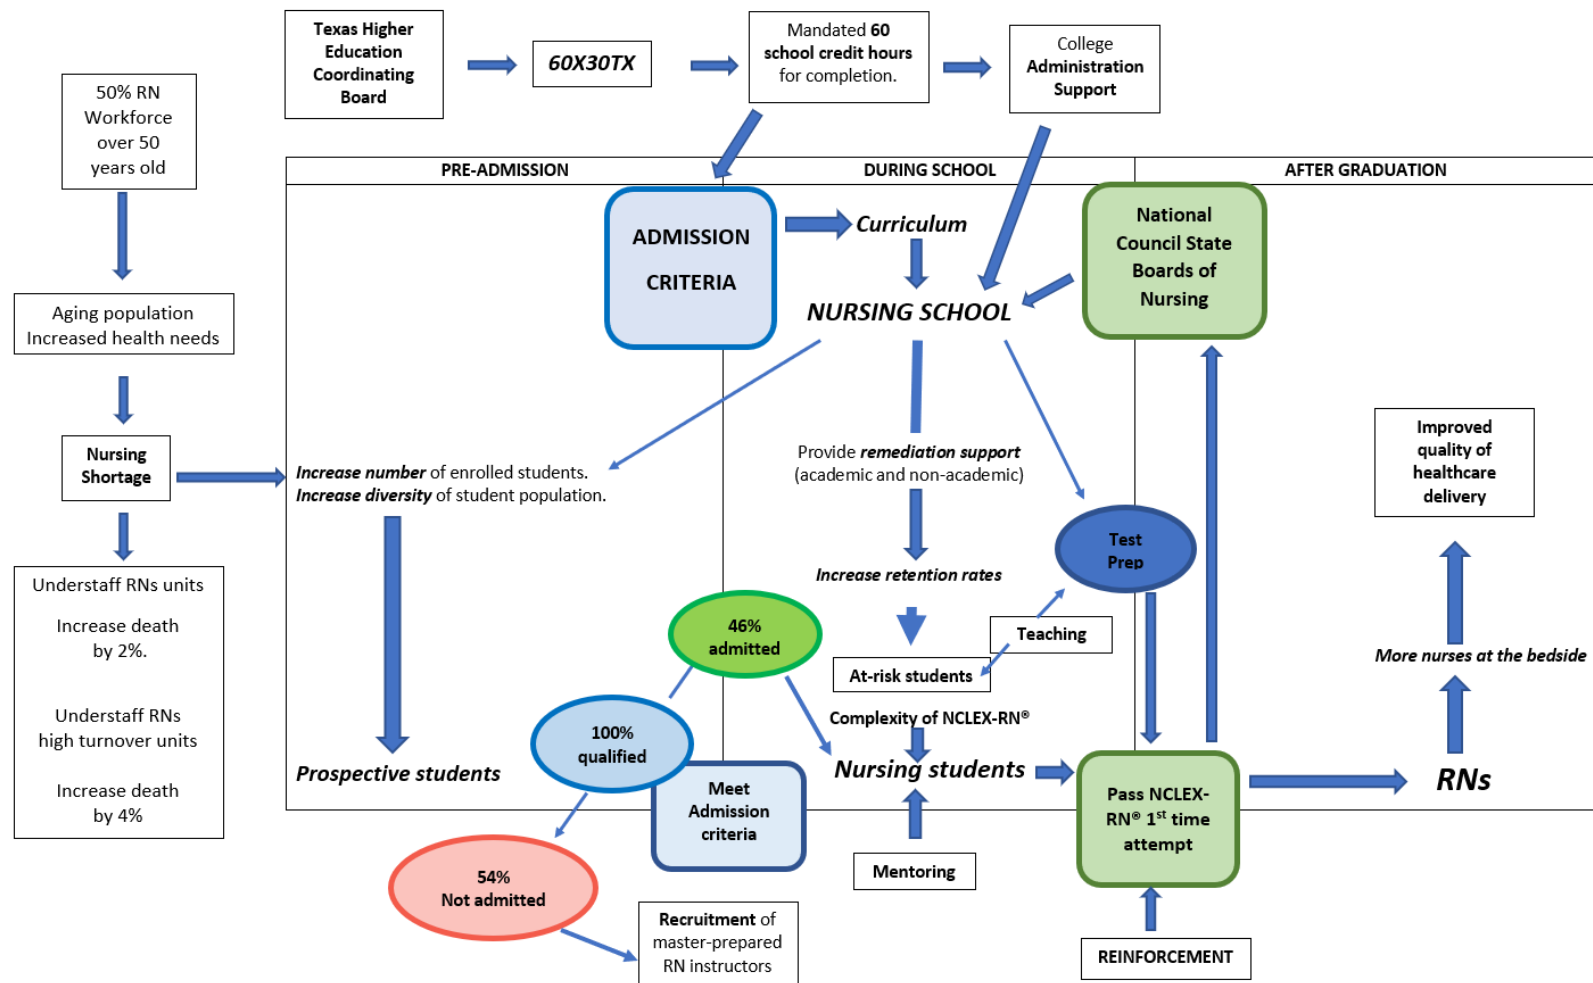 Texas Higher
Education
Coordinating
Board
60X30TX
Mandated 60
school credit hours
for completion.
College
Administration
Support
50% RN
Workforce
over 50
years old
Aging population
Increased health needs
Nursing
Shortage
Understaff RNs units
Increase death
by 2%.
Understaff RNs
high turnover units
Increase death
by 4%
PRE-ADMISSION
DURING SCHOOL
AFTER GRADUATION
ADMISSION
CRITERIA
Curriculum
NURSING SCHOOL
National
Council State
Boards of
Nursing
Increase number of enrolled students.
Increase diversity of student population.
Provide remediation support
(academic and non-academic)
Test
Prep
Increase retention rates
Teaching
46%
admitted
At-risk students
Complexity of NCLEX-RN®
100%
qualified
Prospective students
Nursing students
Meet
Admission
criteria
Pass NCLEX-
RN® 1st time
attempt
Improved
quality of
healthcare
delivery
More nurses at the bedside
RNs
54%
Not admitted
Mentoring
Recruitment of
master-prepared
RN instructors
REINFORCEMENT